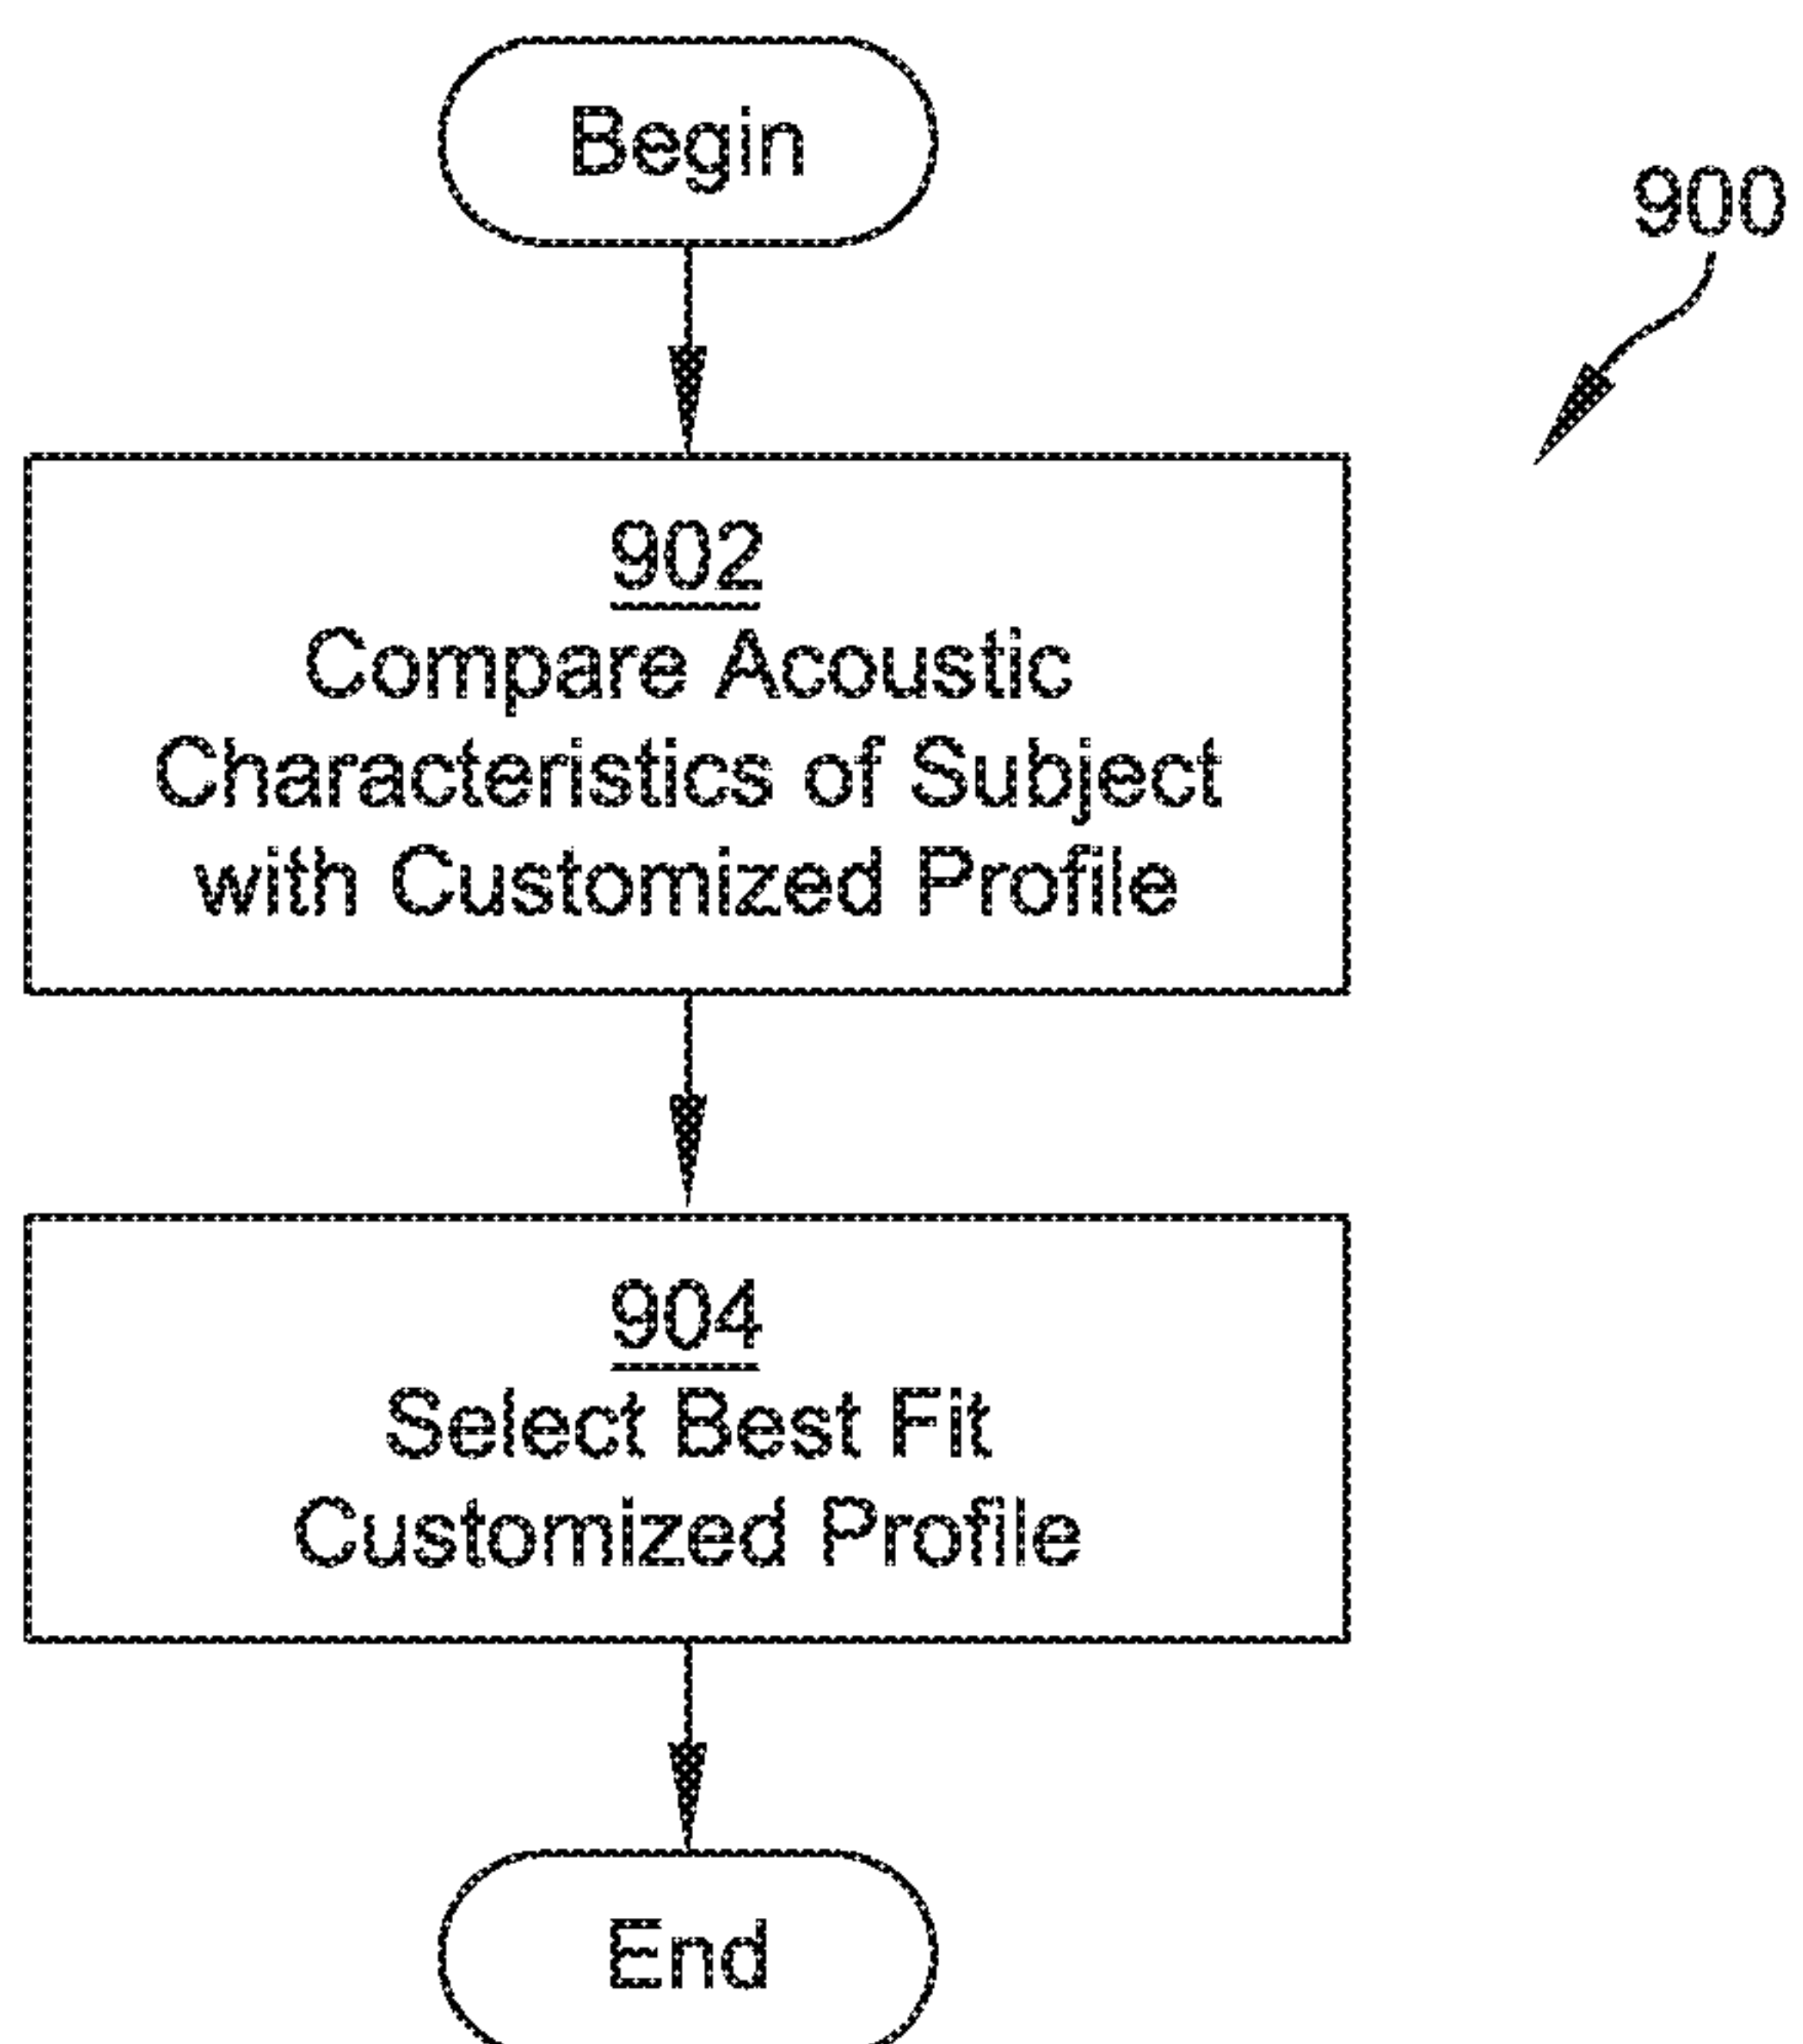 Begin
900
902
Compare Acoustic
Characteristics of Subject
with Customized Profile
904
Select Best Fit
Customized Profile
End